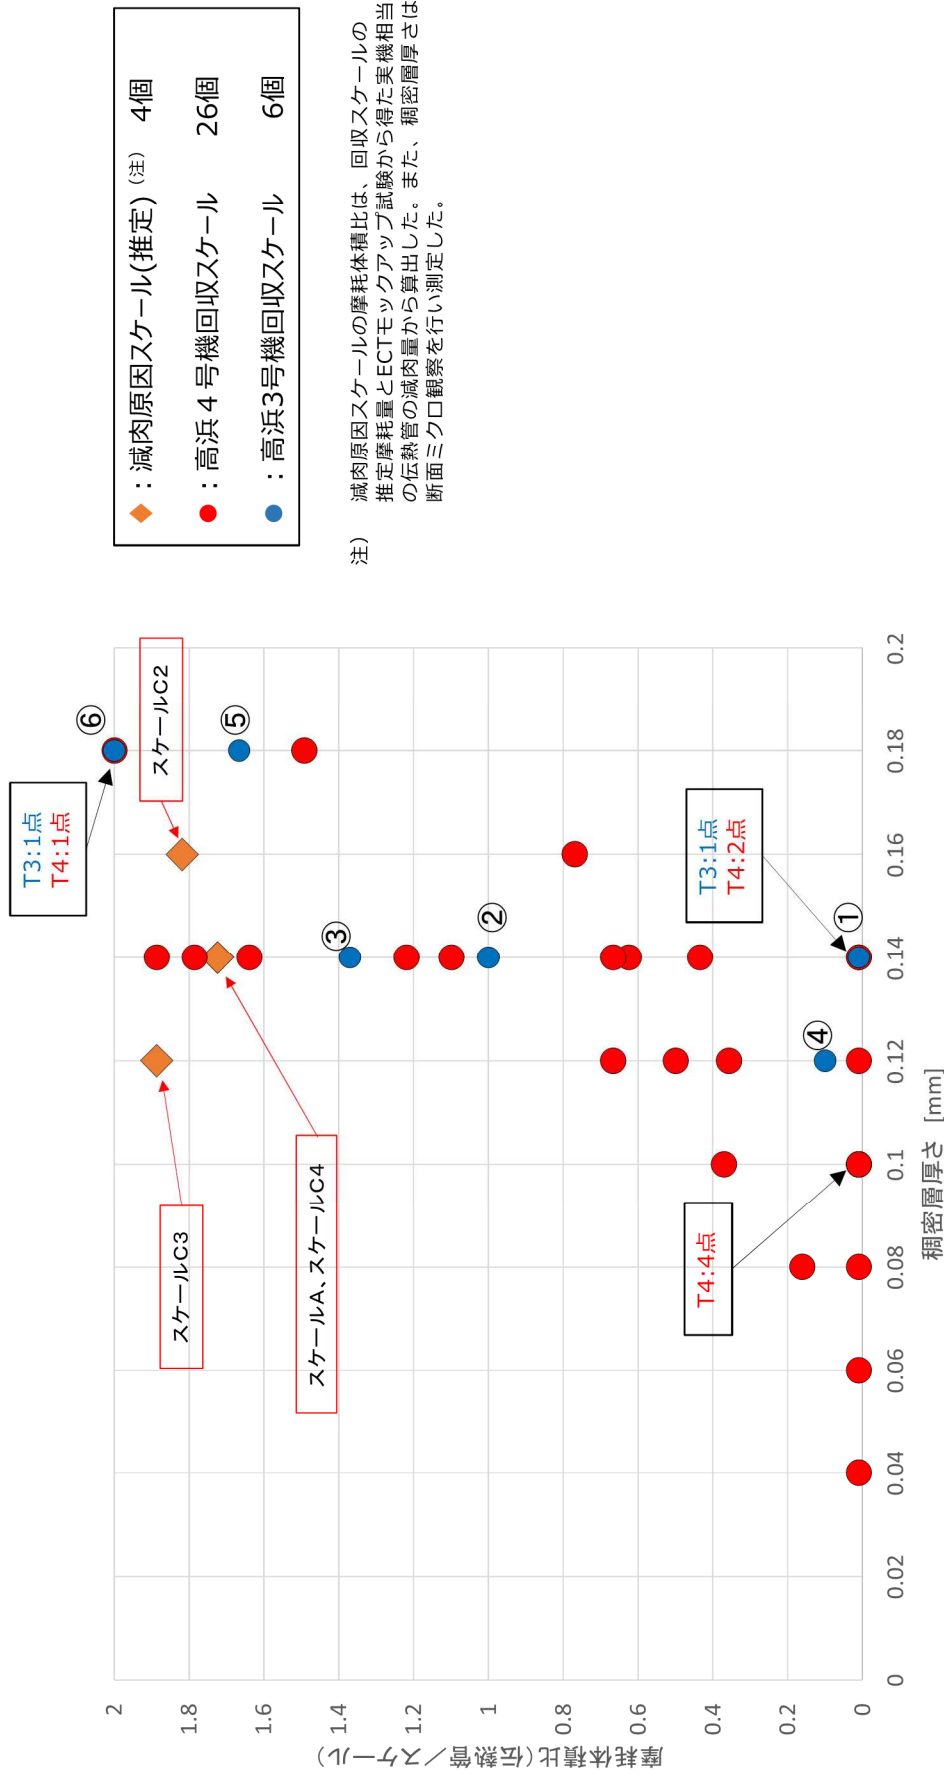 ◆：減肉原因スケール(推定)（注） 4個
●：高浜４号機回収スケール 26個
●：高浜3号機回収スケール 6個
注） 減肉原因スケールの摩耗体積比は、回収スケールの
推定摩耗量とECTモックアップ試験から得た実機相当
の伝熱管の減肉量から算出した。また、稠密層厚さは
断面ミクロ観察を行い測定した。
摩耗体積比（伝熱管／スケール）
2
1.8
1.6
1.4
1.2
1
0.8
0.6
0.4
0.2
0
T3:1点
T4:1点
⑥
スケールC2
⑤
スケールC3
③
②
スケールA、スケールC4
T3:1点
T4:2点
①
④
T4:4点
0
0.02
0.04
0.06
0.08
0.1
0.12
0.14
0.16
0.18
0.2
稠密層厚さ [mm]